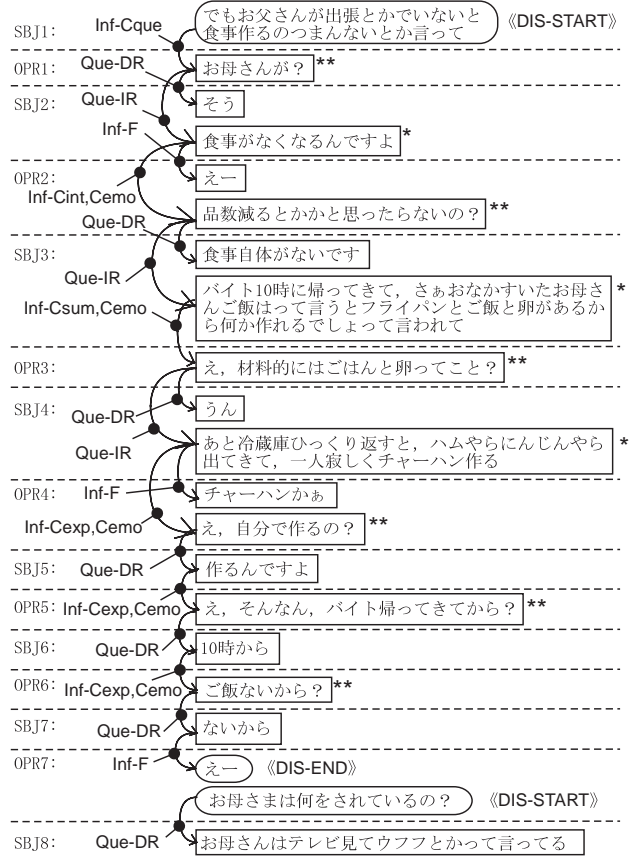 でもお父さんが出張とかでいないと
食事作るのつまんないとか言って
《DIS-START》
SBJ1:
Inf-Cque
OPR1:
Que-DR
お母さんが？**
SBJ2:
Que-IR
そう
Inf-F
食事がなくなるんですよ*
OPR2:
えー
Inf-Cint,Cemo
品数減るとかかと思ったらないの？**
Que-DR
SBJ3:
食事自体がないです
Que-IR
バイト10時に帰ってきて，さぁおなかすいたお母さ
んご飯はって言うとフライパンとご飯と卵があるか
ら何か作れるでしょって言われて
*
Inf-Csum,Cemo
OPR3:
え，材料的にはごはんと卵ってこと？**
SBJ4:
Que-DR
うん
Que-IR
あと冷蔵庫ひっくり返すと，ハムやらにんじんやら
出てきて，一人寂しくチャーハン作る
*
OPR4:
Inf-F
チャーハンかぁ
Inf-Cexp,Cemo
え，自分で作るの？**
SBJ5:
Que-DR
作るんですよ
OPR5:
Inf-Cexp,Cemo
え，そんなん，バイト帰ってきてから？**
SBJ6:
Que-DR
10時から
OPR6:
Inf-Cexp,Cemo
ご飯ないから？**
SBJ7:
Que-DR
ないから
OPR7:
Inf-F
えー
《DIS-END》
お母さまは何をされているの？
《DIS-START》
SBJ8:
Que-DR
お母さんはテレビ見てウフフとかって言ってる